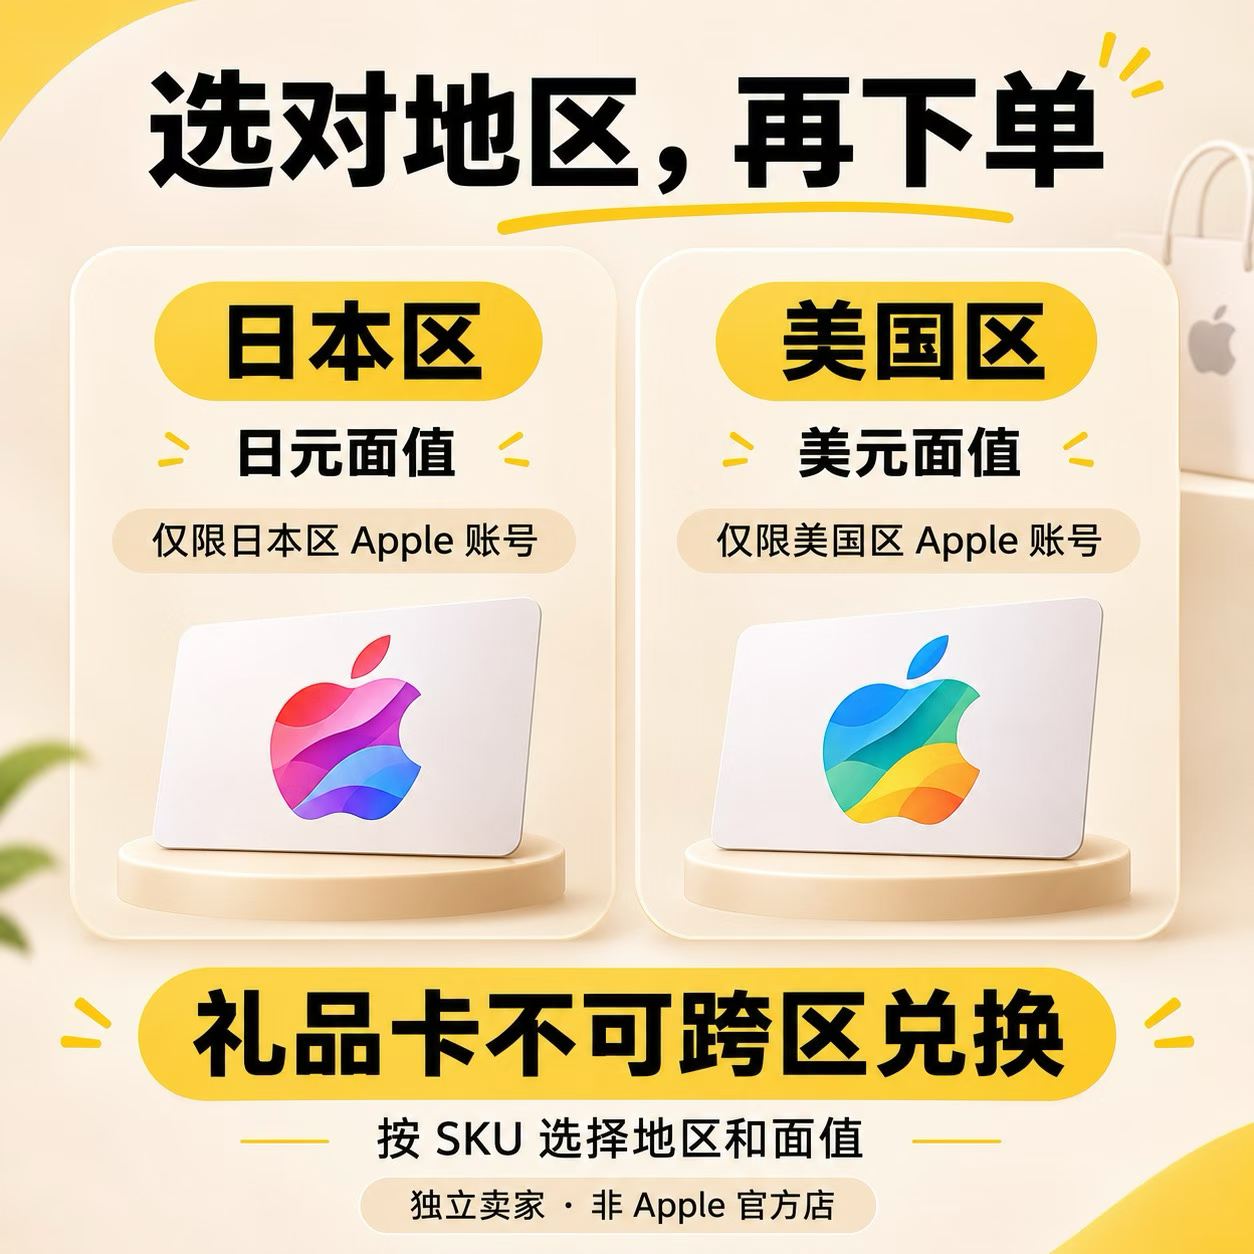 选对地区，再下单
日本区
日元面值
仅限日本区 Apple 账号
美国区
美元面值
仅限美国区 Apple 账号
礼品卡不可跨区兑换
按 SKU 选择地区和面值
独立卖家 · 非 Apple 官方店